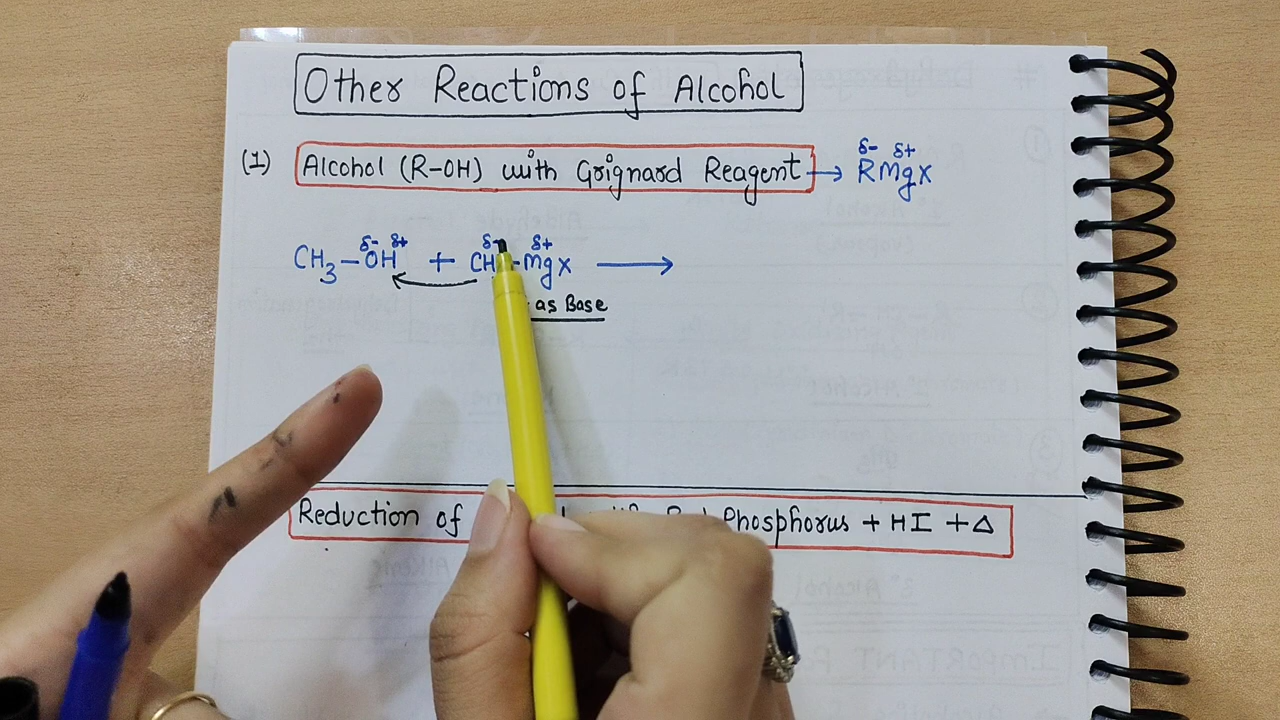 Other Reactions of Alcohol
(1) Alcohol (R-OH) with Grignard Reagent → RMgX
δ- δ+
CH3-OH + CH -MgX →
δ- δ+ δ- δ+
as Base
Reduction of Phosphorus + HI + Δ